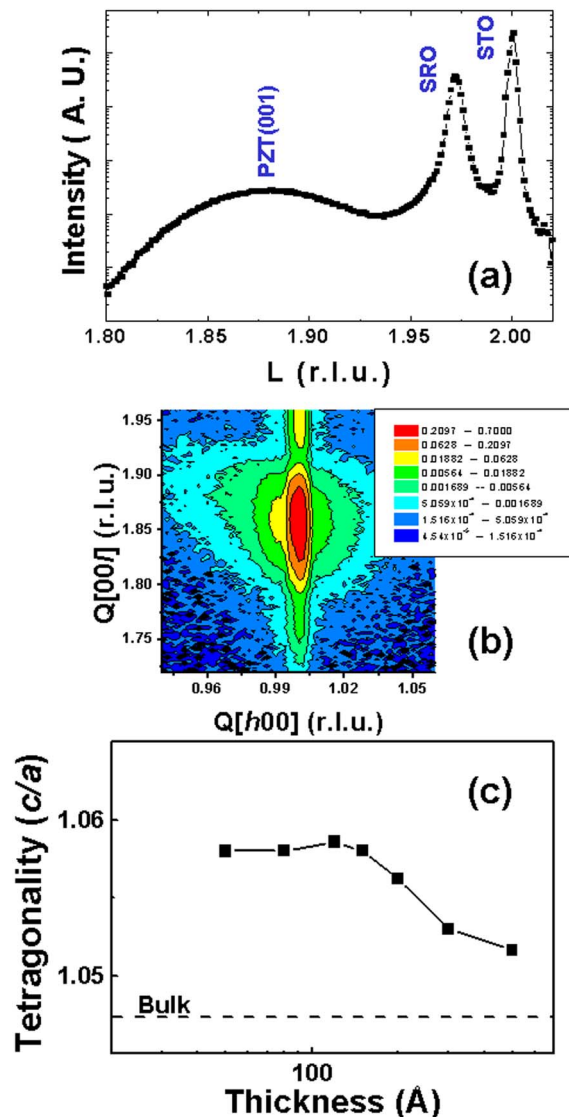 Intensity ( A. U.)
PZT(001)
SRO
STO
(a)
1.80 1.85 1.90 1.95 2.00
L (r.l.u.)
Q[00l] (r.l.u.)
1.95
1.90
1.85
1.80
1.75
0.2097 – 0.7000
0.0628 – 0.2097
0.01882 – 0.0628
0.00564 – 0.01882
0.001689 -- 0.00564
(b)
0.96 0.99 1.02 1.05
Q[h00] (r.l.u.)
Tetragonality (c/a)
1.06
1.05
(c)
Bulk
100
Thickness (Å)